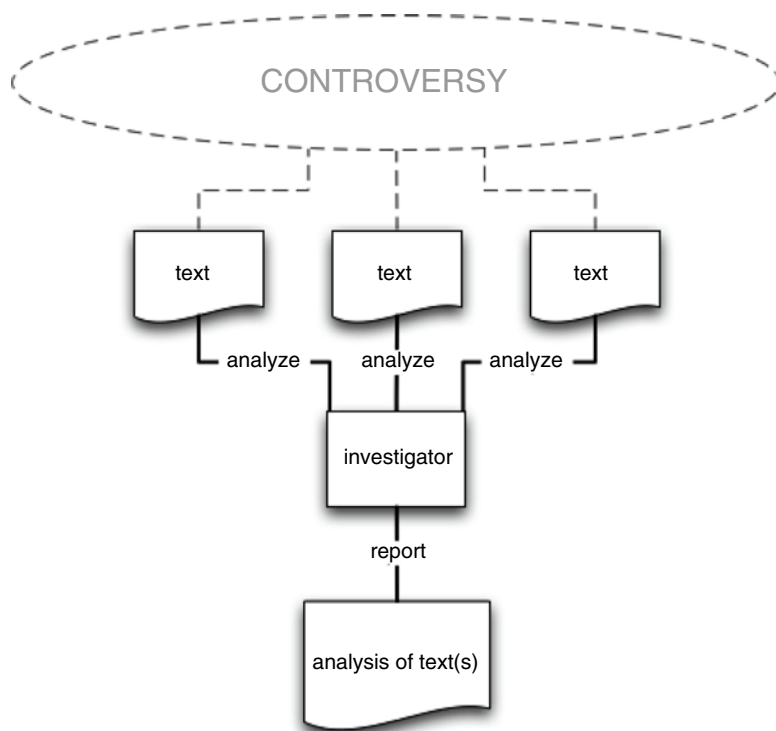 CONTROVERSY
text
text
text
analyze
analyze
analyze
investigator
report
analysis of text(s)